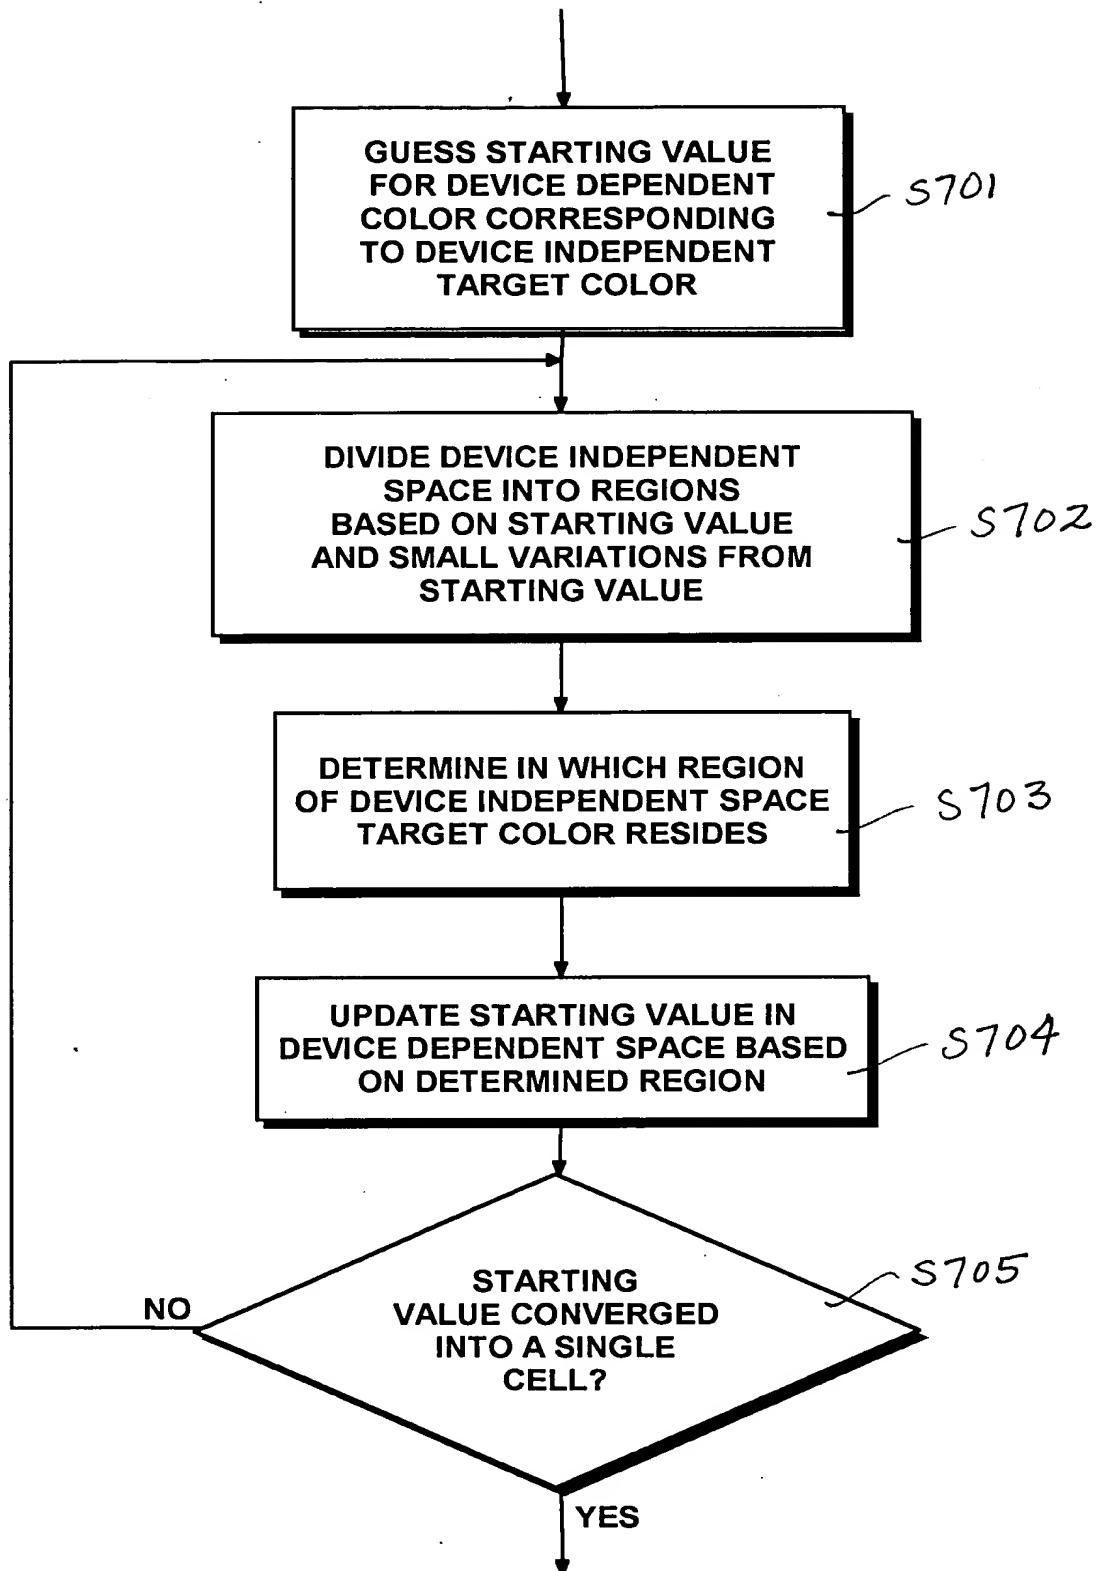 GUESS STARTING VALUE
FOR DEVICE DEPENDENT
COLOR CORRESPONDING
TO DEVICE INDEPENDENT
TARGET COLOR
S701
DIVIDE DEVICE INDEPENDENT
SPACE INTO REGIONS
BASED ON STARTING VALUE
AND SMALL VARIATIONS FROM
STARTING VALUE
S702
DETERMINE IN WHICH REGION
OF DEVICE INDEPENDENT SPACE
TARGET COLOR RESIDES
S703
UPDATE STARTING VALUE IN
DEVICE DEPENDENT SPACE BASED
ON DETERMINED REGION
S704
STARTING
VALUE CONVERGED
INTO A SINGLE
CELL?
S705
NO
YES